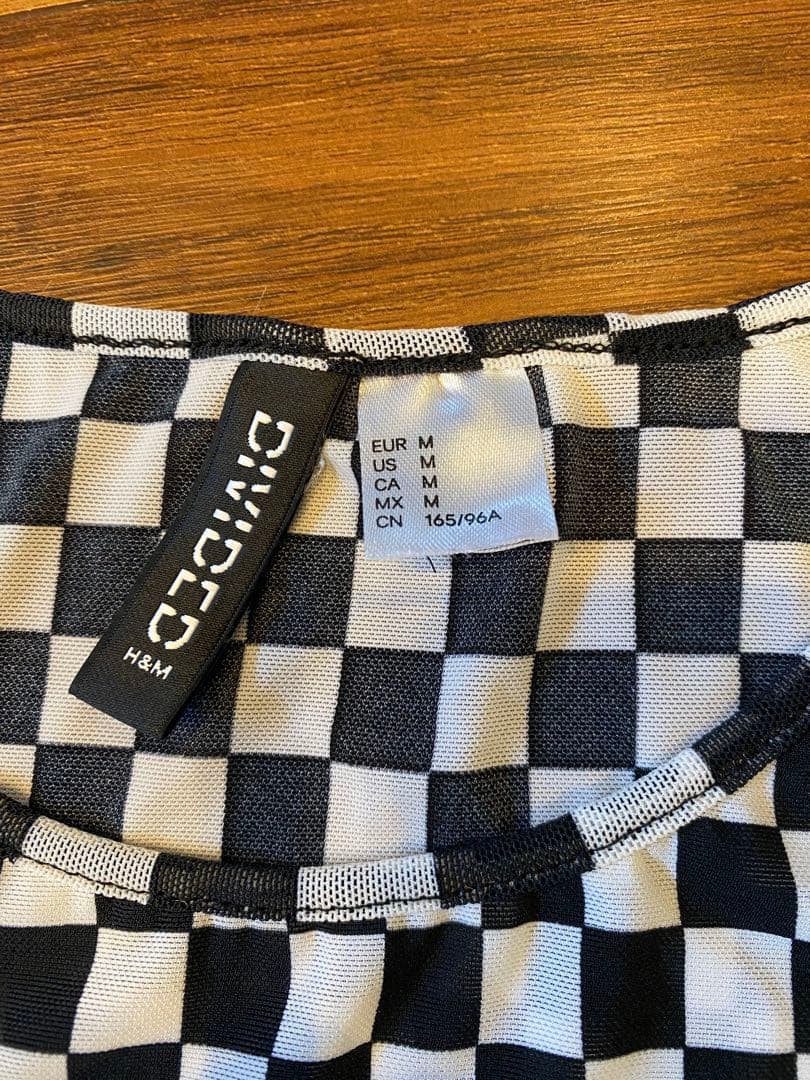 DIVIDED
H&M
EUR M
US M
CA M
MX M
CN 165/96A